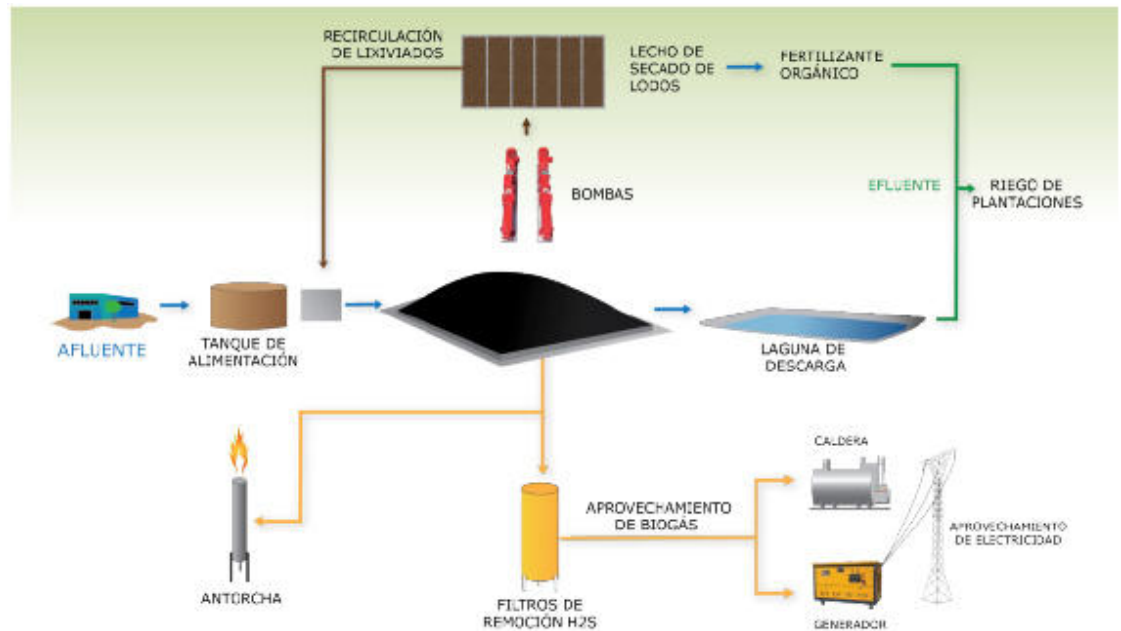 RECIRCULACIÓN
DE LIXIVIADOS
LECHO DE
SECADO DE
LODOS
FERTILIZANTE
ORGÁNICO
BOMBAS
EFLUENTE
RIEGO DE
PLANTACIONES
AFLUENTE
TANQUE DE
ALIMENTACIÓN
LAGUNA DE
DESCARGA
CALDERA
APROVECHAMIENTO
DE BIOGÁS
APROVECHAMIENTO
DE ELECTRICIDAD
ANTORCHA
FILTROS DE
REMOCIÓN H2S
GENERADOR